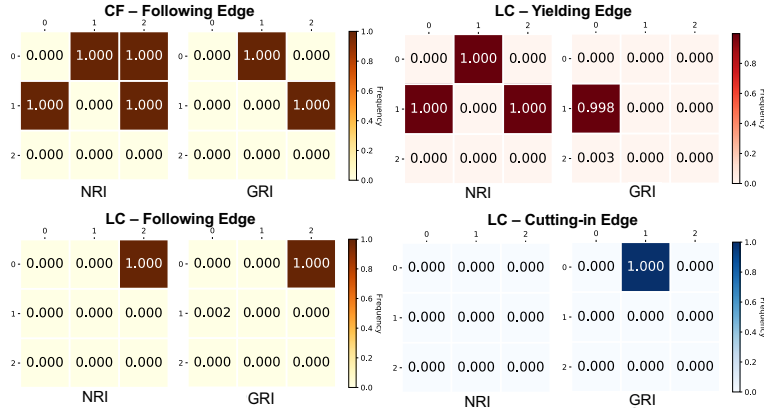 CF – Following Edge
0 1 2 0 1 2
0 0.000 1.000 1.000 0.000 1.000 0.000
1 1.000 0.000 1.000 0.000 0.000 1.000
2 0.000 0.000 0.000 0.000 0.000 0.000
NRI GRI
1.0
0.8
0.6
0.4
0.2
0.0
Frequency
LC – Yielding Edge
0 1 2 0 1 2
0 0.000 1.000 0.000 0.000 0.000 0.000
1 1.000 0.000 1.000 0.998 0.000 0.000
2 0.000 0.000 0.000 0.003 0.000 0.000
NRI GRI
0.8
0.6
0.4
0.2
0.0
Frequency
LC – Following Edge
0 1 2 0 1 2
0 0.000 0.000 1.000 0.000 0.000 1.000
1 0.000 0.000 0.000 0.002 0.000 0.000
2 0.000 0.000 0.000 0.000 0.000 0.000
NRI GRI
1.0
0.8
0.6
0.4
0.2
0.0
Frequency
LC – Cutting-in Edge
0 1 2 0 1 2
0 0.000 0.000 0.000 0.000 1.000 0.000
1 0.000 0.000 0.000 0.000 0.000 0.000
2 0.000 0.000 0.000 0.000 0.000 0.000
NRI GRI
1.0
0.8
0.6
0.4
0.2
0.0
Frequency